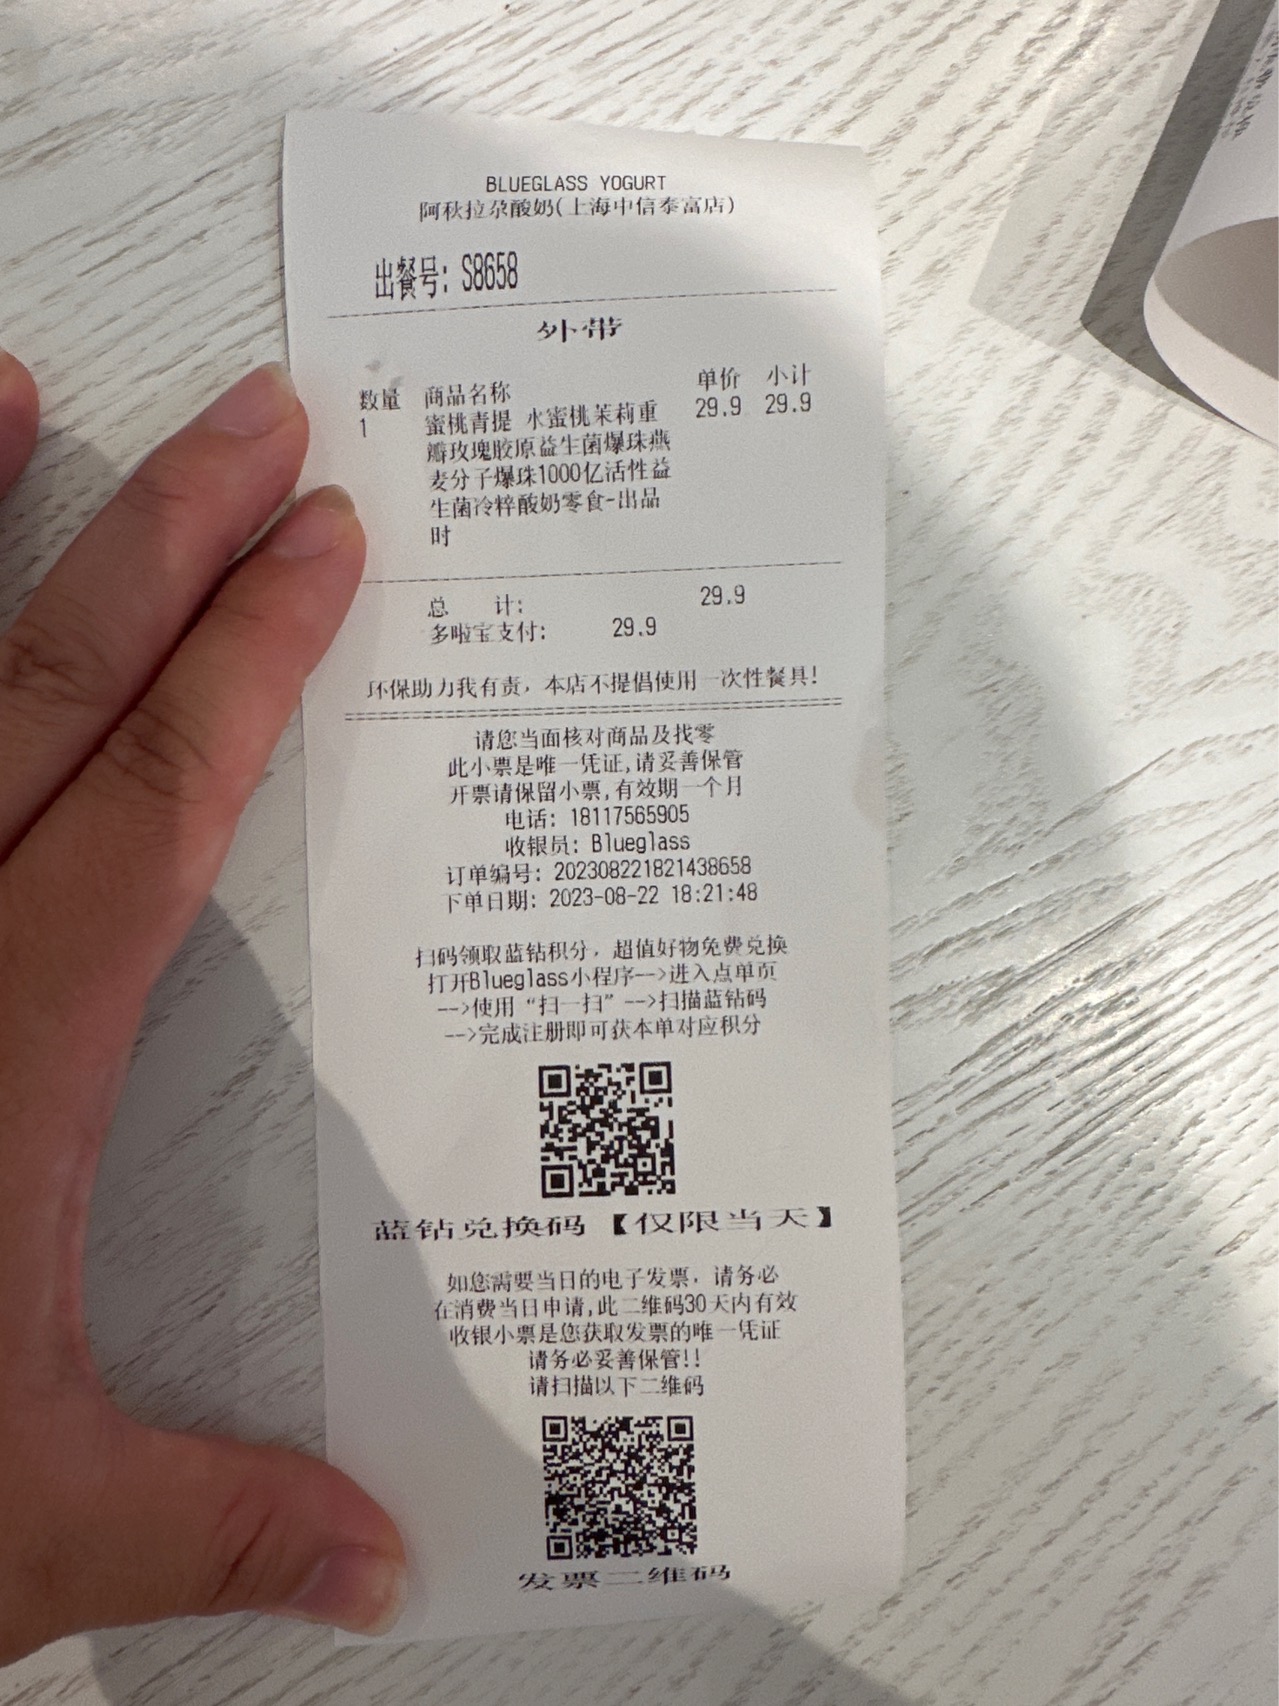 BLUEGLASS YOGURT
阿秋拉尕酸奶(上海中信泰富店)
出餐号: S8658
外带
数量 商品名称 单价 小计
1 蜜桃青提 水蜜桃茉莉重 29.9 29.9
瓣玫瑰胶原益生菌爆珠燕
麦分子爆珠1000亿活性益
生菌冷粹酸奶零食-出品
时
总 计: 29.9
多啦宝支付: 29.9
环保助力我有责，本店不提倡使用一次性餐具!
请您当面核对商品及找零
此小票是唯一凭证,请妥善保管
开票请保留小票,有效期一个月
电话: 18117565905
收银员: Blueglass
订单编号: 202308221821438658
下单日期: 2023-08-22 18:21:48
扫码领取蓝钻积分，超值好物免费兑换
打开Blueglass小程序-->进入点单页
-->使用“扫一扫”-->扫描蓝钻码
-->完成注册即可获本单对应积分
蓝钻兑换码【仅限当天】
如您需要当日的电子发票，请务必
在消费当日申请,此二维码30天内有效
收银小票是您获取发票的唯一凭证
请务必妥善保管!!
请扫描以下二维码
发票二维码